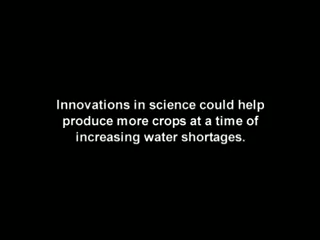 Innovations in science could help
produce more crops at a time of
increasing water shortages.